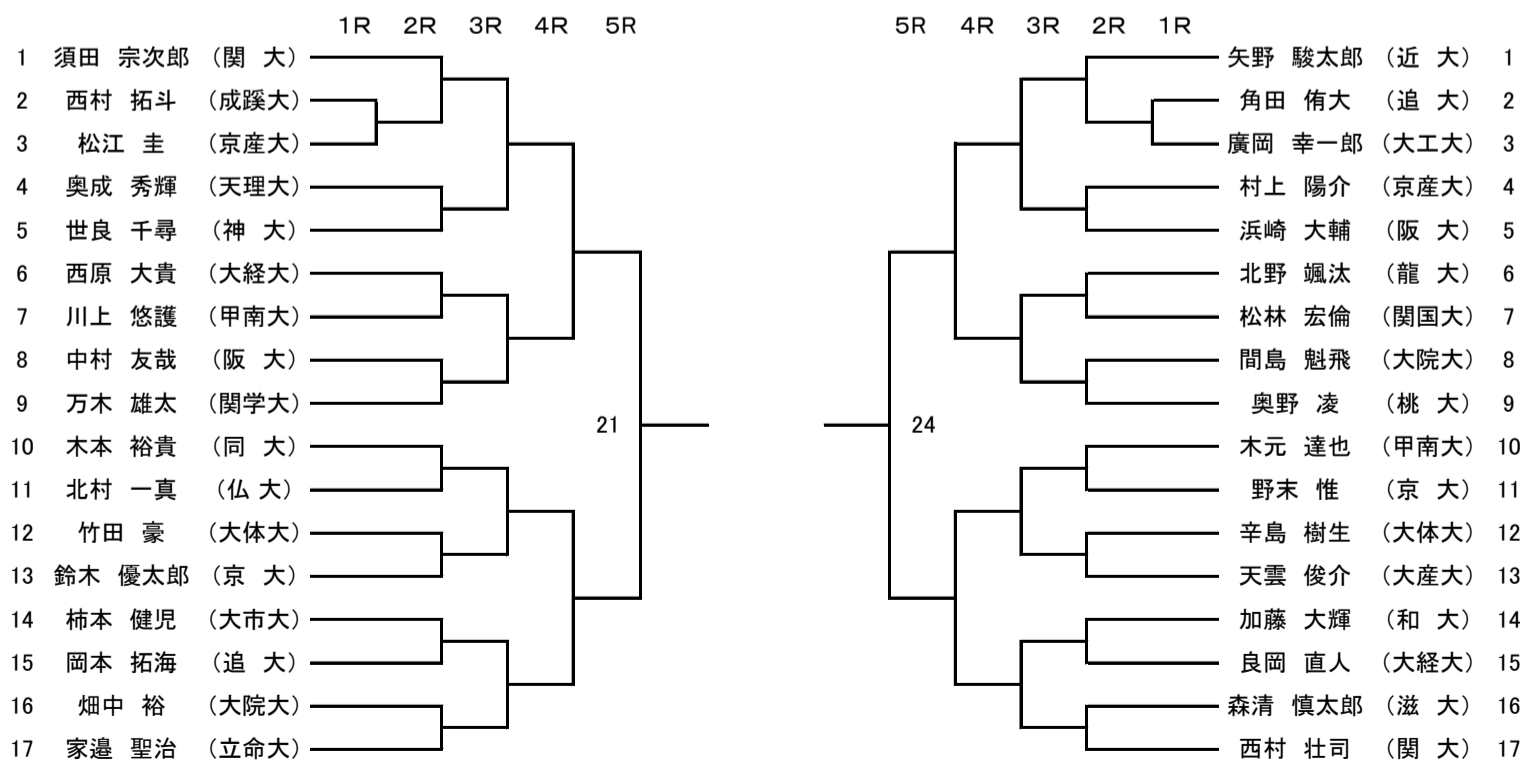 1R 2R 3R 4R 5R 5R 4R 3R 2R 1R
1 須田 宗次郎 (関 大) 矢野 駿太郎 (近 大) 1
2 西村 拓斗 (成蹊大) 角田 侑大 (追 大) 2
3 松江 圭 (京産大) 廣岡 幸一郎 (大工大) 3
4 奥成 秀輝 (天理大) 村上 陽介 (京産大) 4
5 世良 千尋 (神 大) 浜崎 大輔 (阪 大) 5
6 西原 大貴 (大経大) 北野 颯汰 (龍 大) 6
7 川上 悠護 (甲南大) 松林 宏倫 (関国大) 7
8 中村 友哉 (阪 大) 間島 魁飛 (大院大) 8
9 万木 雄太 (関学大) 奥野 凌 (桃 大) 9
21 24
10 木本 裕貴 (同 大) 木元 達也 (甲南大) 10
11 北村 一真 (仏 大) 野末 惟 (京 大) 11
12 竹田 豪 (大体大) 辛島 樹生 (大体大) 12
13 鈴木 優太郎 (京 大) 天雲 俊介 (大産大) 13
14 柿本 健児 (大市大) 加藤 大輝 (和 大) 14
15 岡本 拓海 (追 大) 良岡 直人 (大経大) 15
16 畑中 裕 (大院大) 森清 慎太郎 (滋 大) 16
17 家邉 聖治 (立命大) 西村 壮司 (関 大) 17